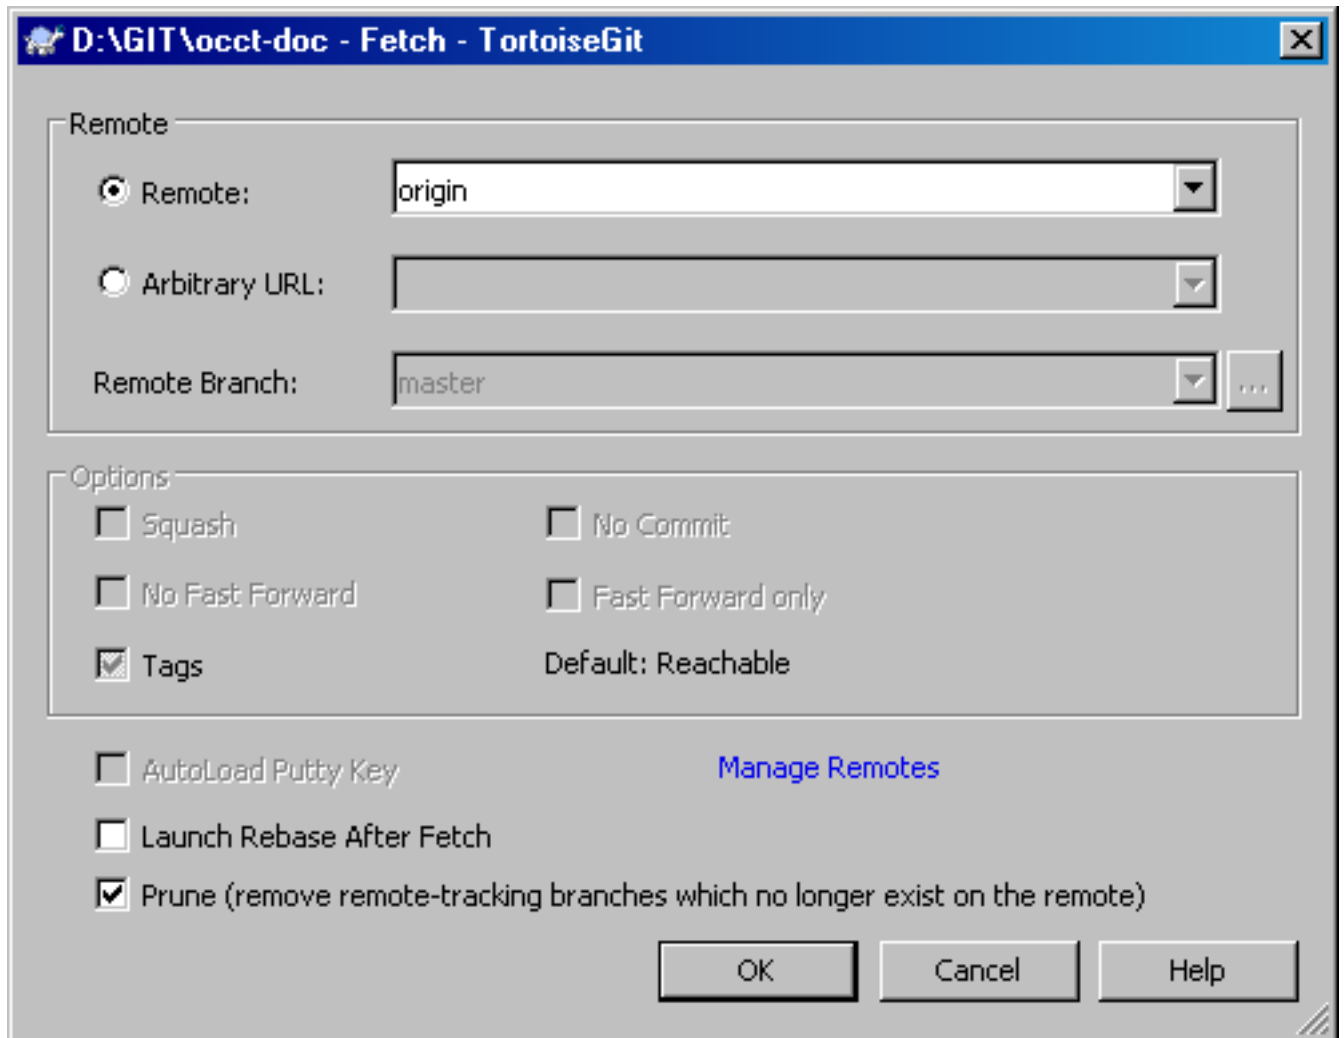 D:\GIT\occt-doc - Fetch - TortoiseGit
Remote
Remote:
origin
Arbitrary URL:
Remote Branch:
master
...
Options
Squash
No Commit
No Fast Forward
Fast Forward only
Tags
Default: Reachable
AutoLoad Putty Key
Manage Remotes
Launch Rebase After Fetch
Prune (remove remote-tracking branches which no longer exist on the remote)
OK
Cancel
Help